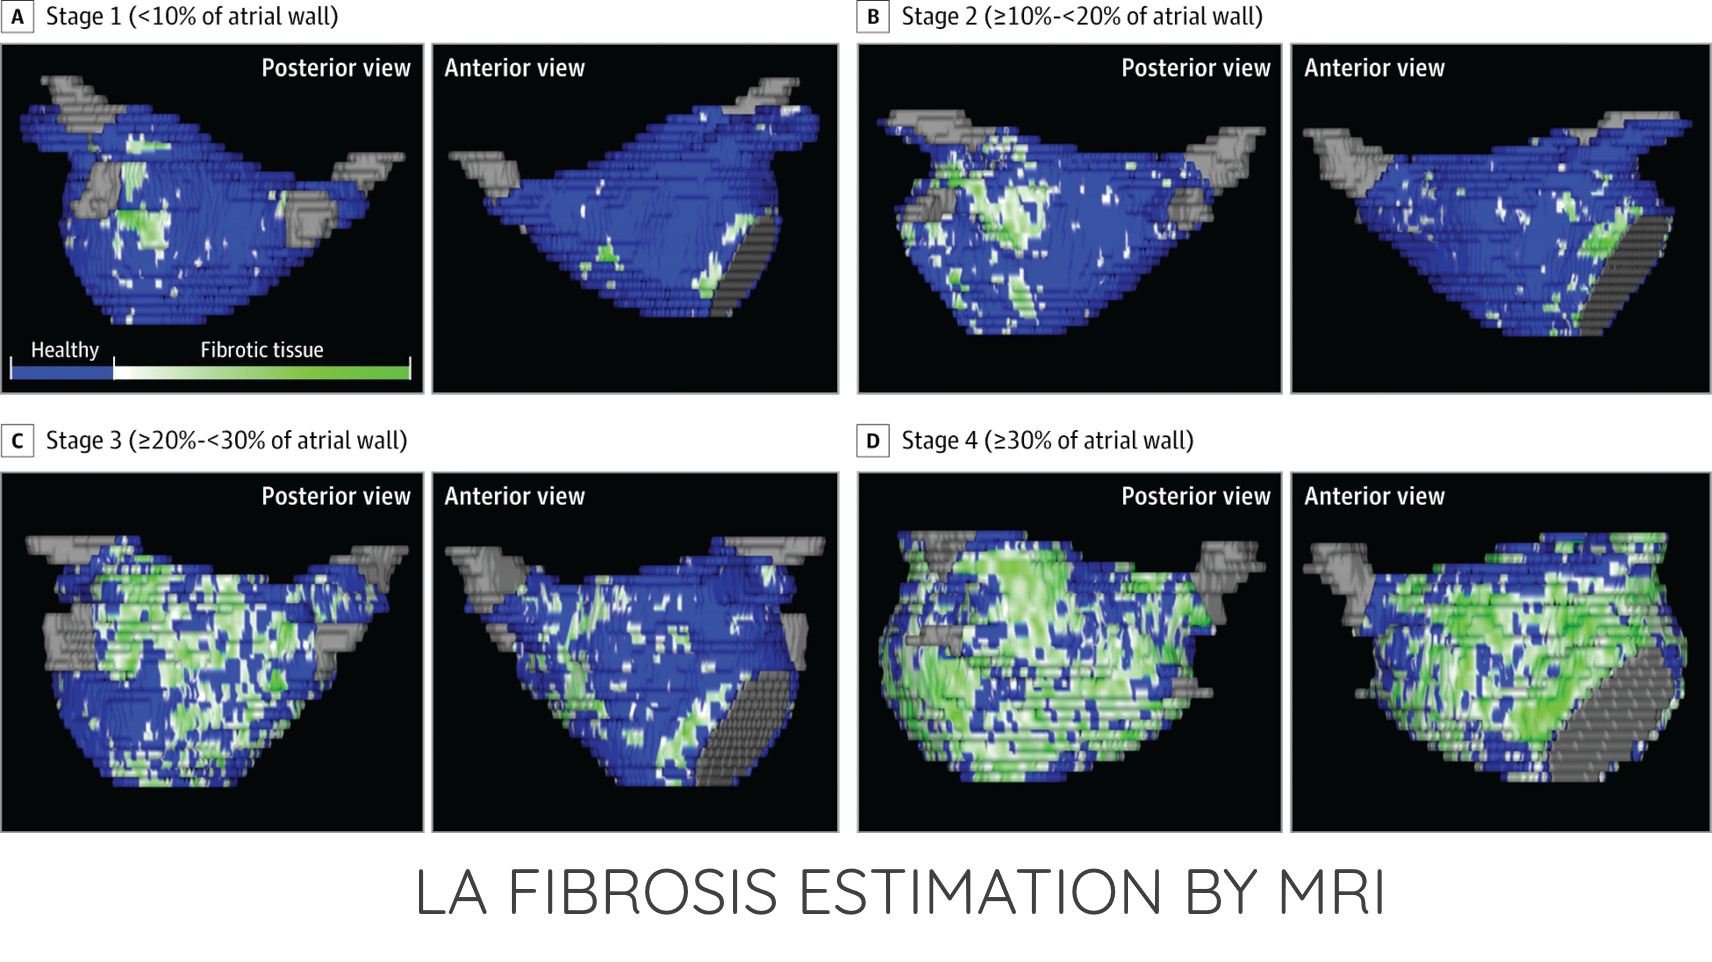 A Stage 1 (<10% of atrial wall)
Posterior view
Anterior view
Healthy
Fibrotic tissue
B Stage 2 (≥10%-<20% of atrial wall)
Posterior view
Anterior view
C Stage 3 (≥20%-<30% of atrial wall)
Posterior view
Anterior view
D Stage 4 (≥30% of atrial wall)
Posterior view
Anterior view
LA FIBROSIS ESTIMATION BY MRI